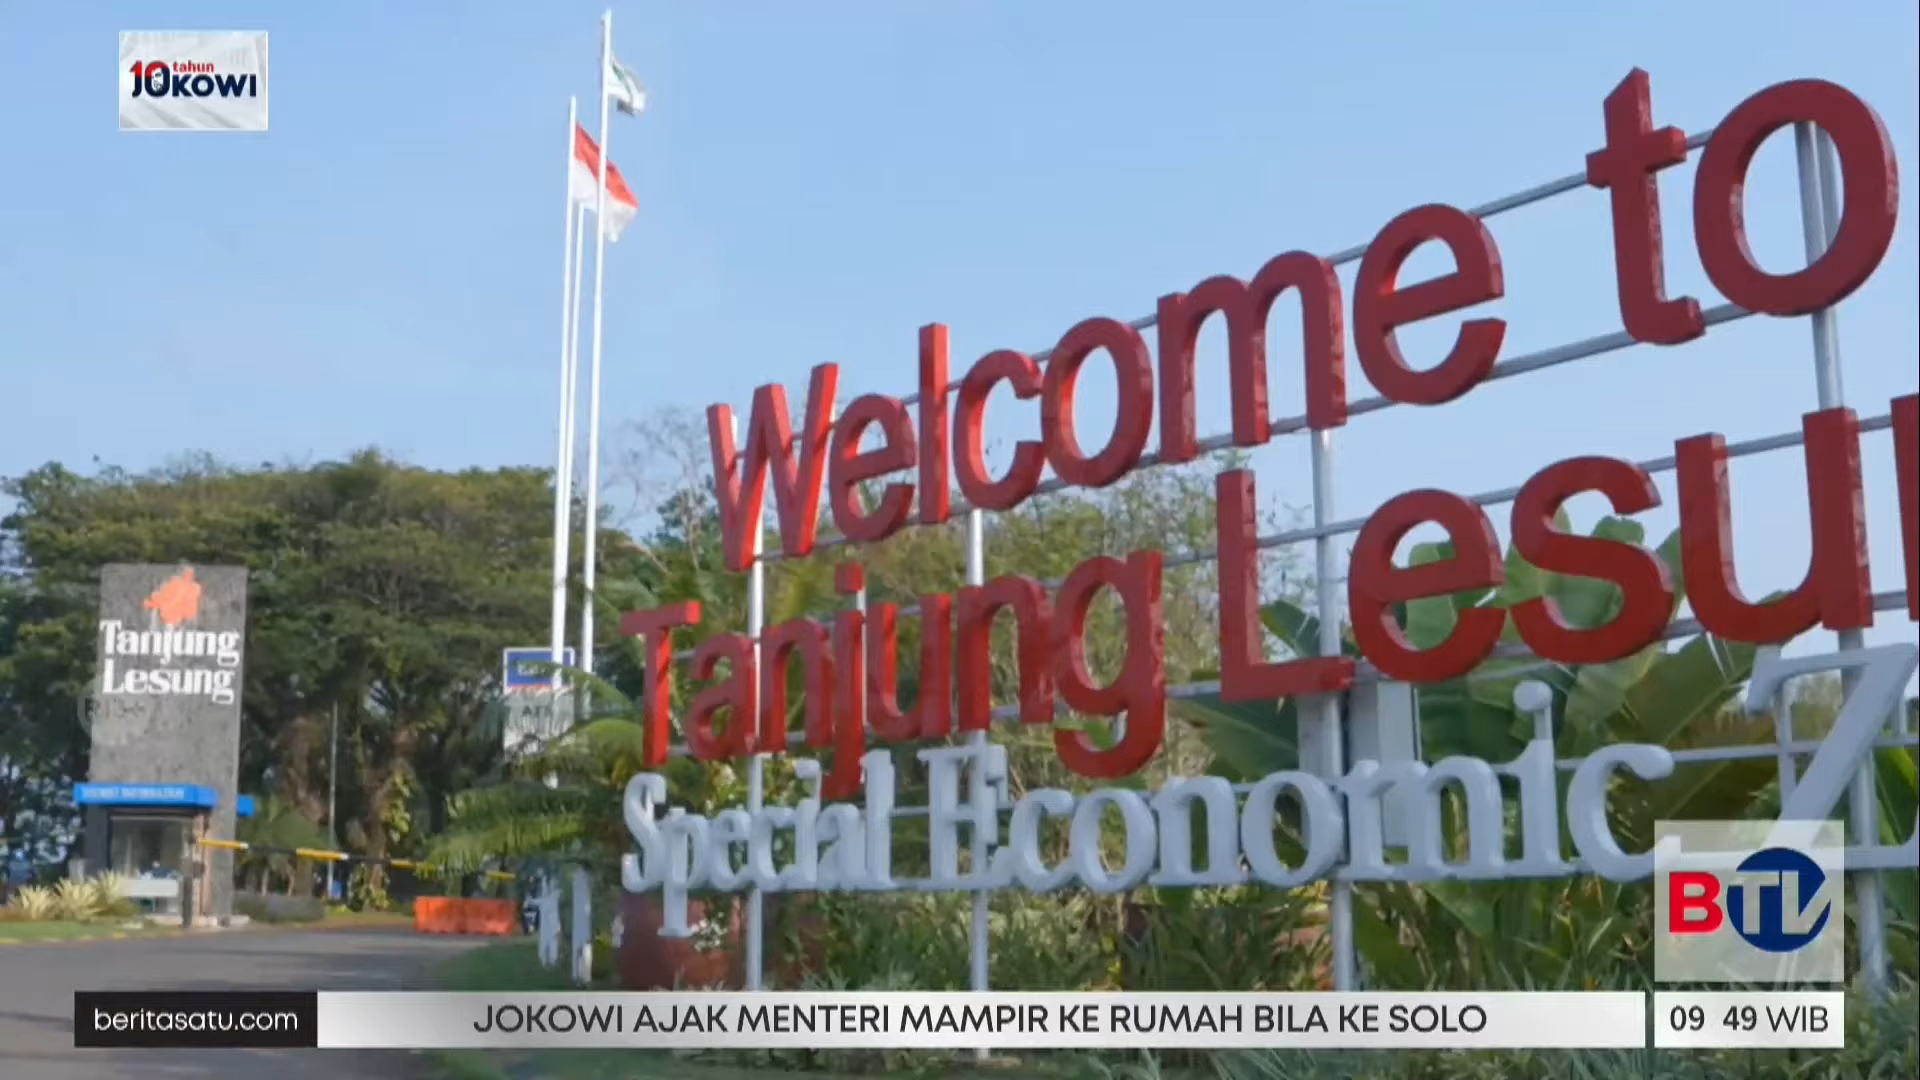 10 tahun
JOKOWI
Welcome to
Tanjung Lesu
Special Economic Z
Tanjung
Lesung
BTV
beritasatu.com
JOKOWI AJAK MENTERI MAMPIR KE RUMAH BILA KE SOLO
09 49 WIB